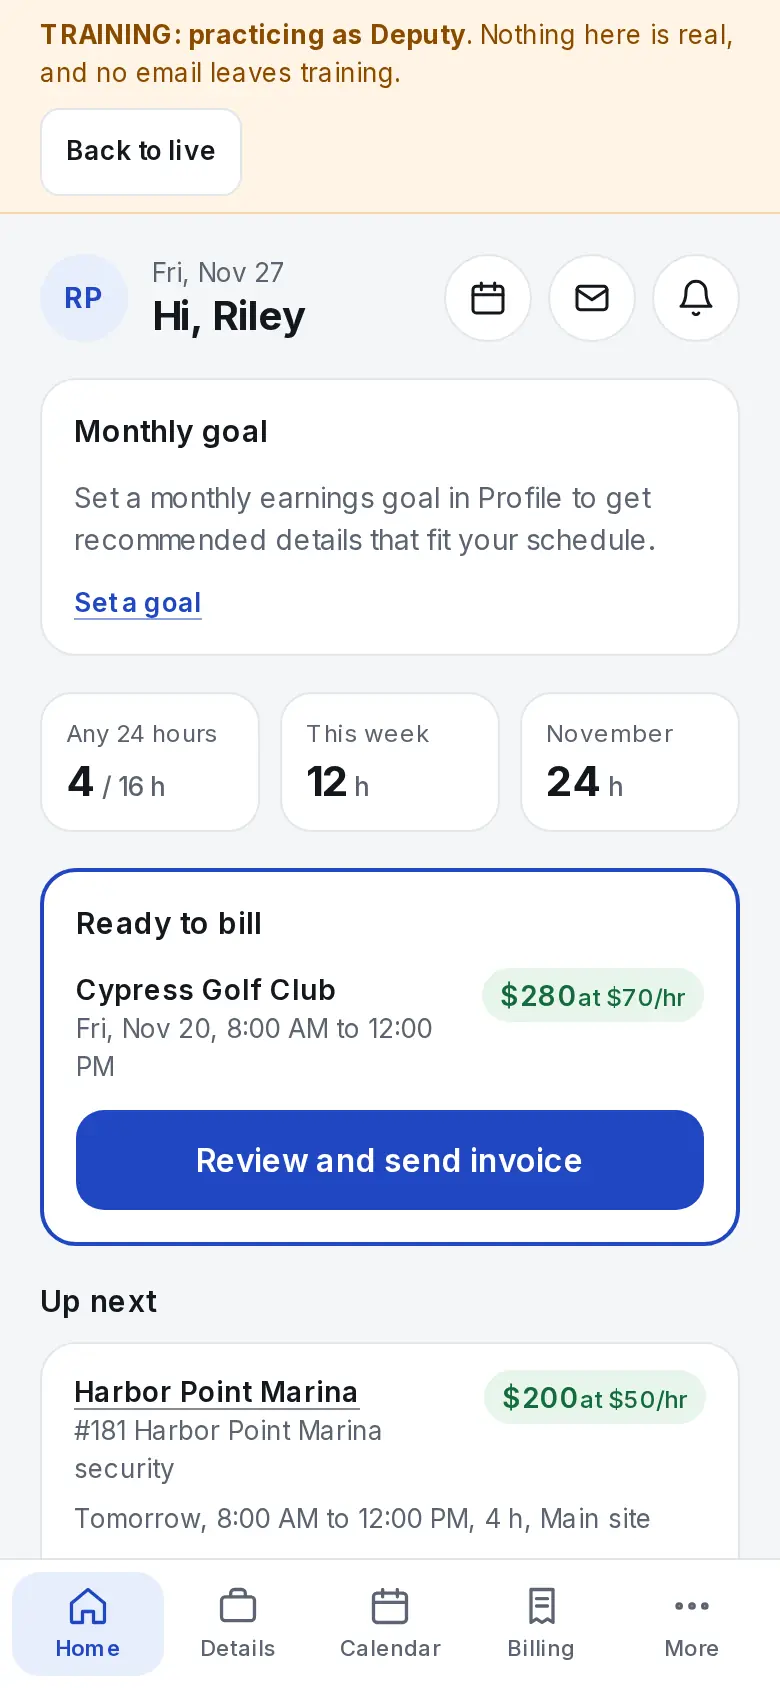 TRAINING: practicing as Deputy. Nothing here is real,
and no email leaves training.
Back to live
RP
Fri, Nov 27
Hi, Riley
Monthly goal
Set a monthly earnings goal in Profile to get
recommended details that fit your schedule.
Set a goal
Any 24 hours
4 / 16 h
This week
12 h
November
24 h
Ready to bill
Cypress Golf Club
$280 at $70/hr
Fri, Nov 20, 8:00 AM to 12:00
PM
Review and send invoice
Up next
Harbor Point Marina
$200 at $50/hr
#181 Harbor Point Marina
security
Tomorrow, 8:00 AM to 12:00 PM, 4 h, Main site
Home
Details
Calendar
Billing
More